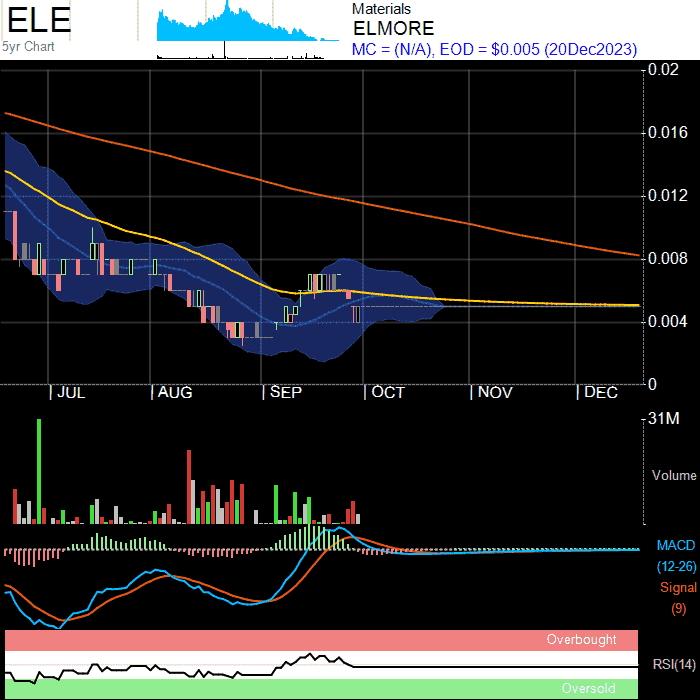 ELE
5yr Chart
Materials
ELMORE
MC = (N/A), EOD = $0.005 (20Dec2023)
0.02
0.016
0.012
0.008
0.004
0
JUL AUG SEP OCT NOV DEC
31M
Volume
MACD
(12-26)
Signal
(9)
Overbought
RSI(14)
Oversold